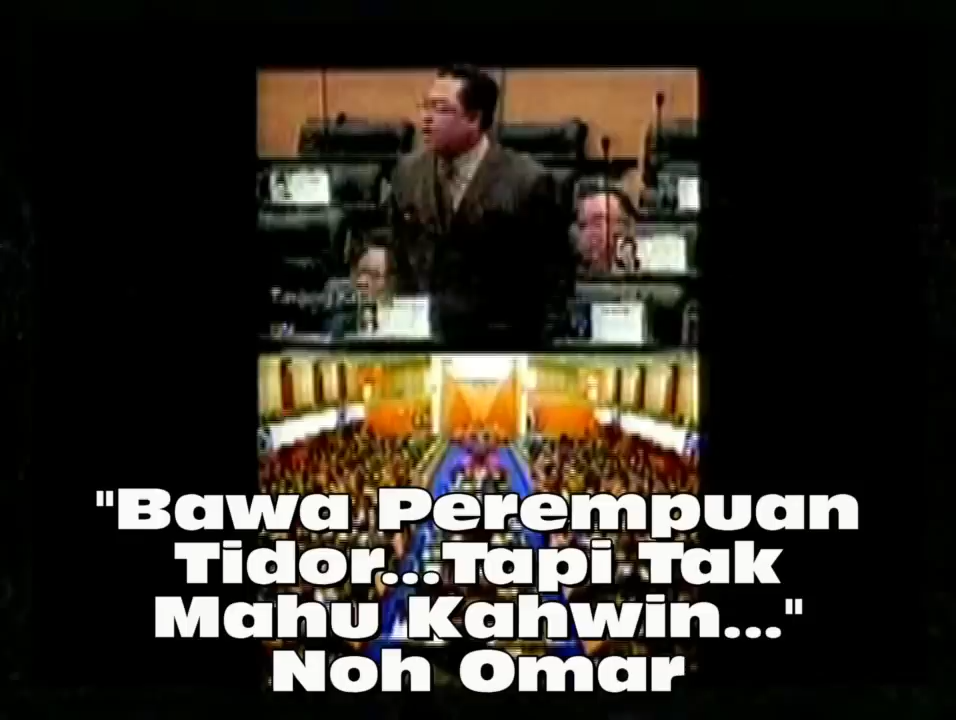 "Bawa Perempuan
Tidor...Tapi Tak
Mahu Kahwin..."
Noh Omar